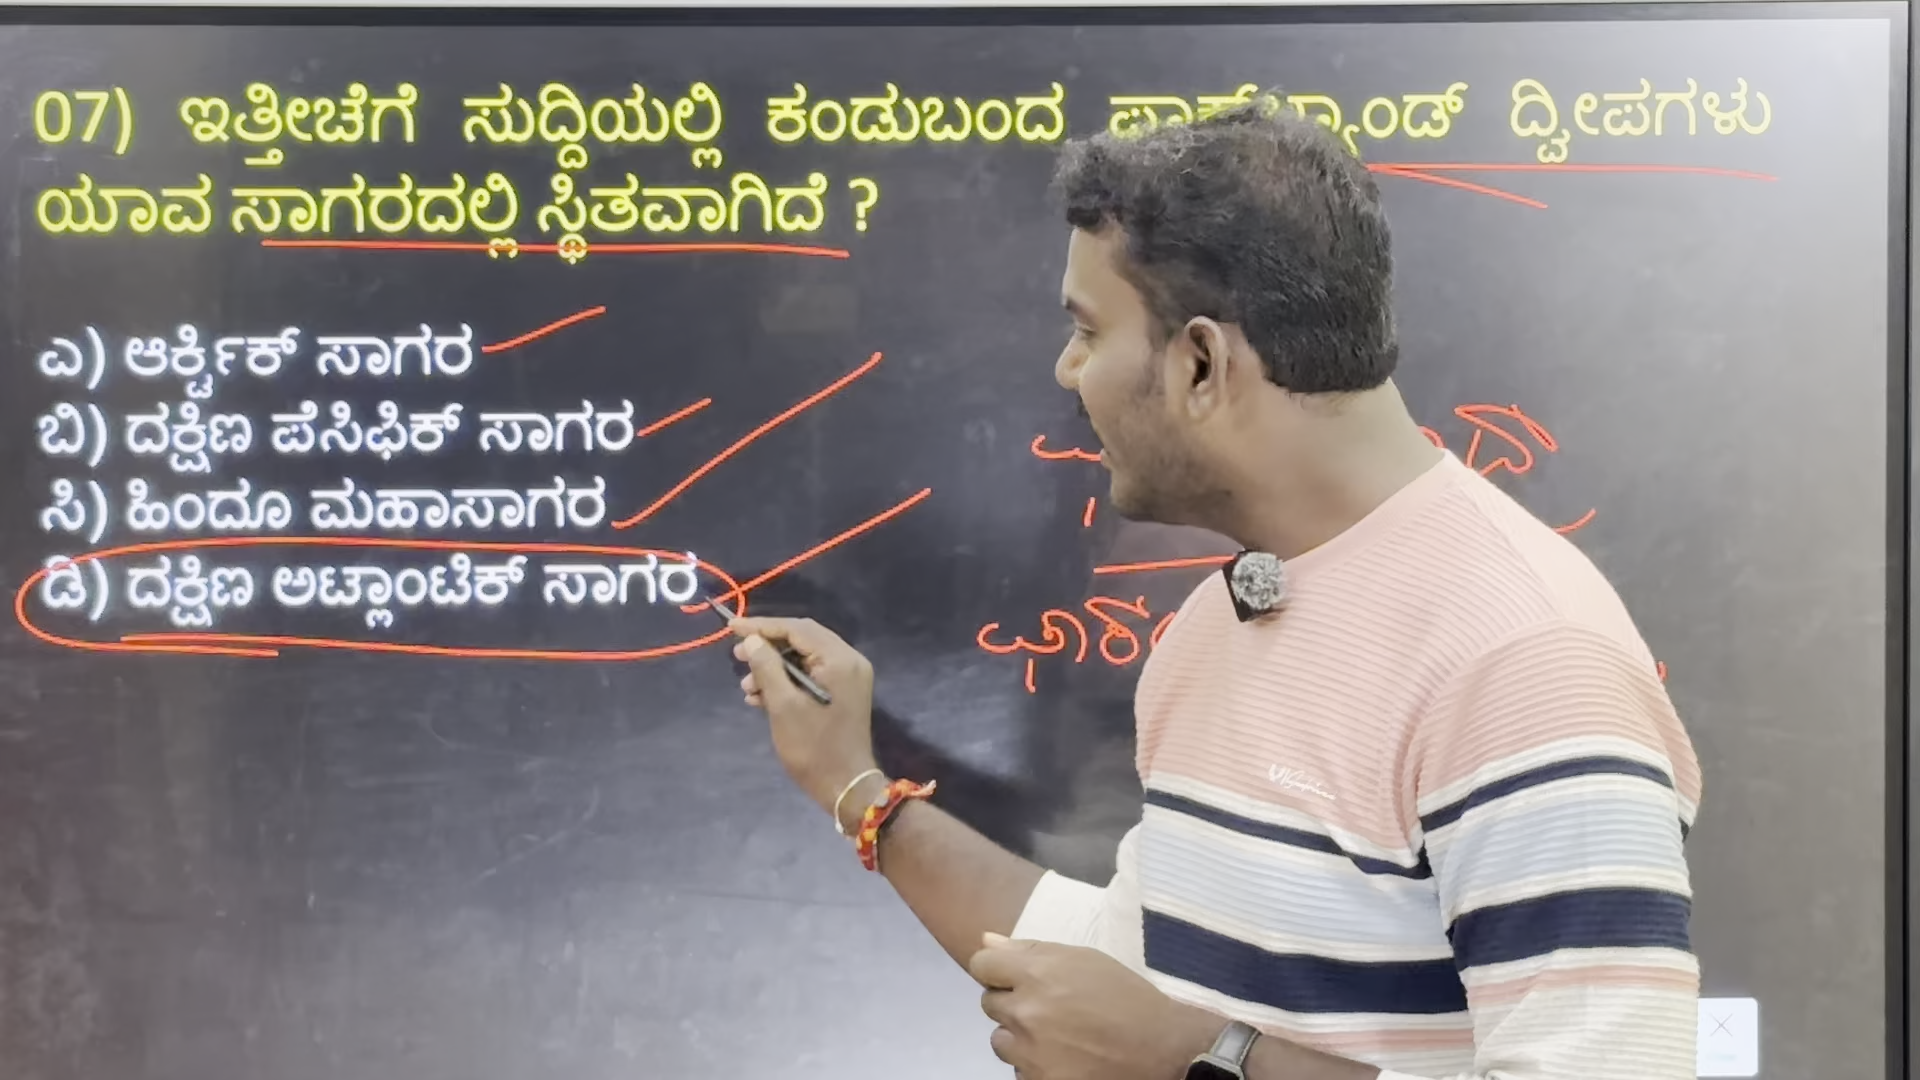 07) ಇತ್ತೀಚೆಗೆ ಸುದ್ದಿಯಲ್ಲಿ ಕಂಡುಬಂದ ದ್ವೀಪಗಳು
ಯಾವ ಸಾಗರದಲ್ಲಿ ಸ್ಥಿತವಾಗಿದೆ ?
ಎ) ಆರ್ಕ್ಟಿಕ್ ಸಾಗರ
ಬಿ) ದಕ್ಷಿಣ ಪೆಸಿಫಿಕ್ ಸಾಗರ
ಸಿ) ಹಿಂದೂ ಮಹಾಸಾಗರ
ಡಿ) ದಕ್ಷಿಣ ಅಟ್ಲಾಂಟಿಕ್ ಸಾಗರ